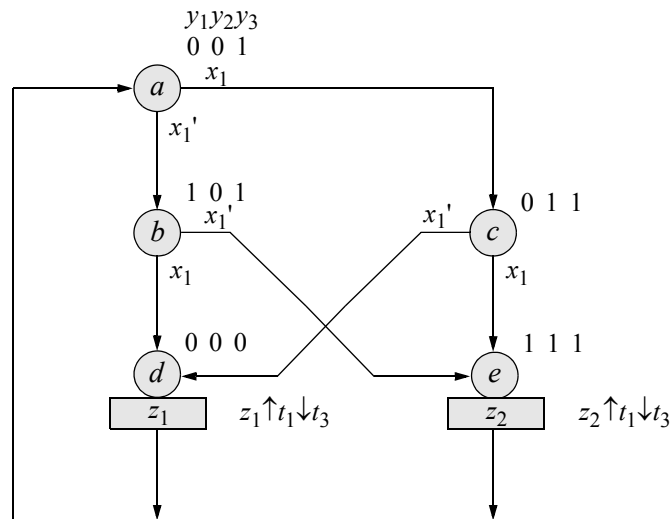 y₁y₂y₃
0 0 1
a
x₁
x₁'
1 0 1
b
x₁'
x₁
x₁'
0 1 1
c
x₁
0 0 0
d
z₁
z₁↑t₁↓t₃
1 1 1
e
z₂
z₂↑t₁↓t₃